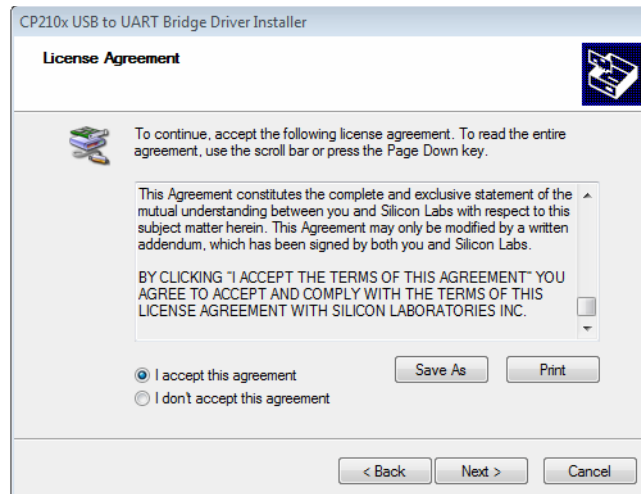 CP210x USB to UART Bridge Driver Installer
License Agreement
To continue, accept the following license agreement. To read the entire
agreement, use the scroll bar or press the Page Down key.
This Agreement constitutes the complete and exclusive statement of the
mutual understanding between you and Silicon Labs with respect to this
subject matter herein. This Agreement may only be modified by a written
addendum, which has been signed by both you and Silicon Labs.
BY CLICKING "I ACCEPT THE TERMS OF THIS AGREEMENT" YOU
AGREE TO ACCEPT AND COMPLY WITH THE TERMS OF THIS
LICENSE AGREEMENT WITH SILICON LABORATORIES INC.
I accept this agreement
Save As
Print
I don't accept this agreement
< Back
Next >
Cancel